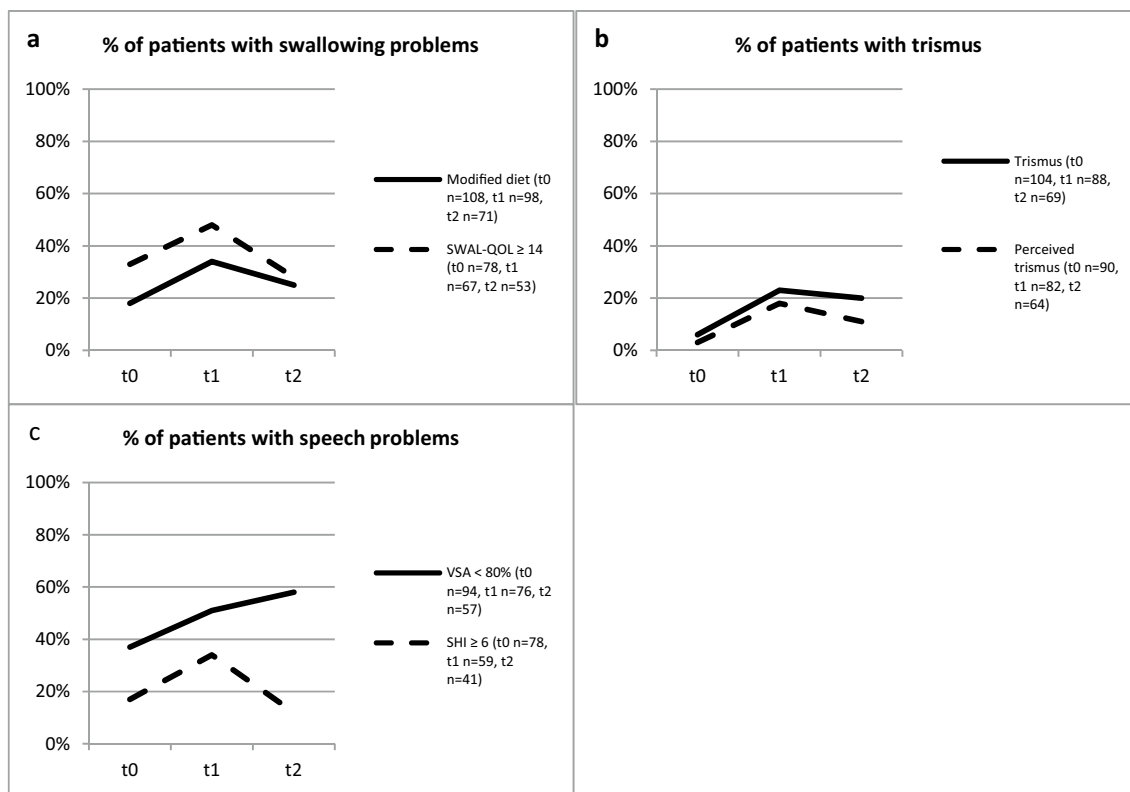 a
% of patients with swallowing problems
100%
80%
60%
40%
20%
0%
t0 t1 t2
Modified diet (t0
n=108, t1 n=98,
t2 n=71)
SWAL-QOL ≥ 14
(t0 n=78, t1
n=67, t2 n=53)
b
% of patients with trismus
100%
80%
60%
40%
20%
0%
t0 t1 t2
Trismus (t0
n=104, t1 n=88,
t2 n=69)
Perceived
trismus (t0 n=90,
t1 n=82, t2
n=64)
c
% of patients with speech problems
100%
80%
60%
40%
20%
0%
t0 t1 t2
VSA < 80% (t0
n=94, t1 n=76, t2
n=57)
SHI ≥ 6 (t0 n=78,
t1 n=59, t2
n=41)